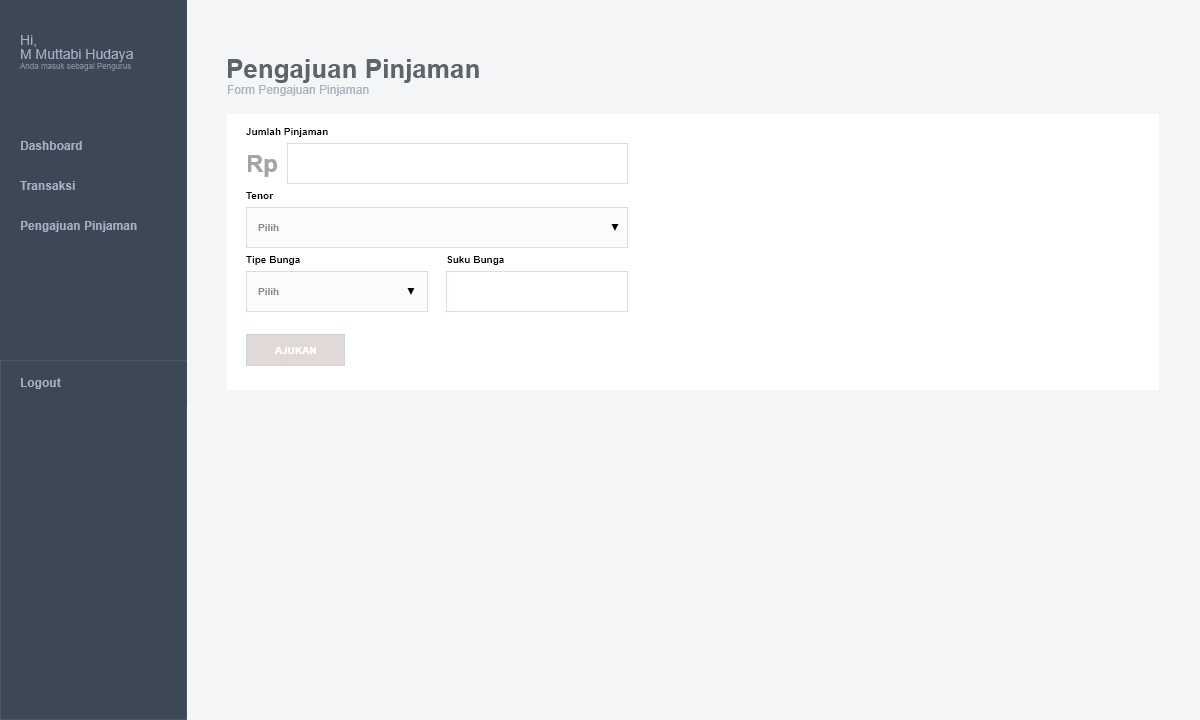 Hi,
M Muttabi Hudaya
Anda masuk sebagai Pengurus
Dashboard
Transaksi
Pengajuan Pinjaman
Logout
Pengajuan Pinjaman
Form Pengajuan Pinjaman
Jumlah Pinjaman
Rp
Tenor
Pilih
Tipe Bunga
Suku Bunga
Pilih
AJUKAN